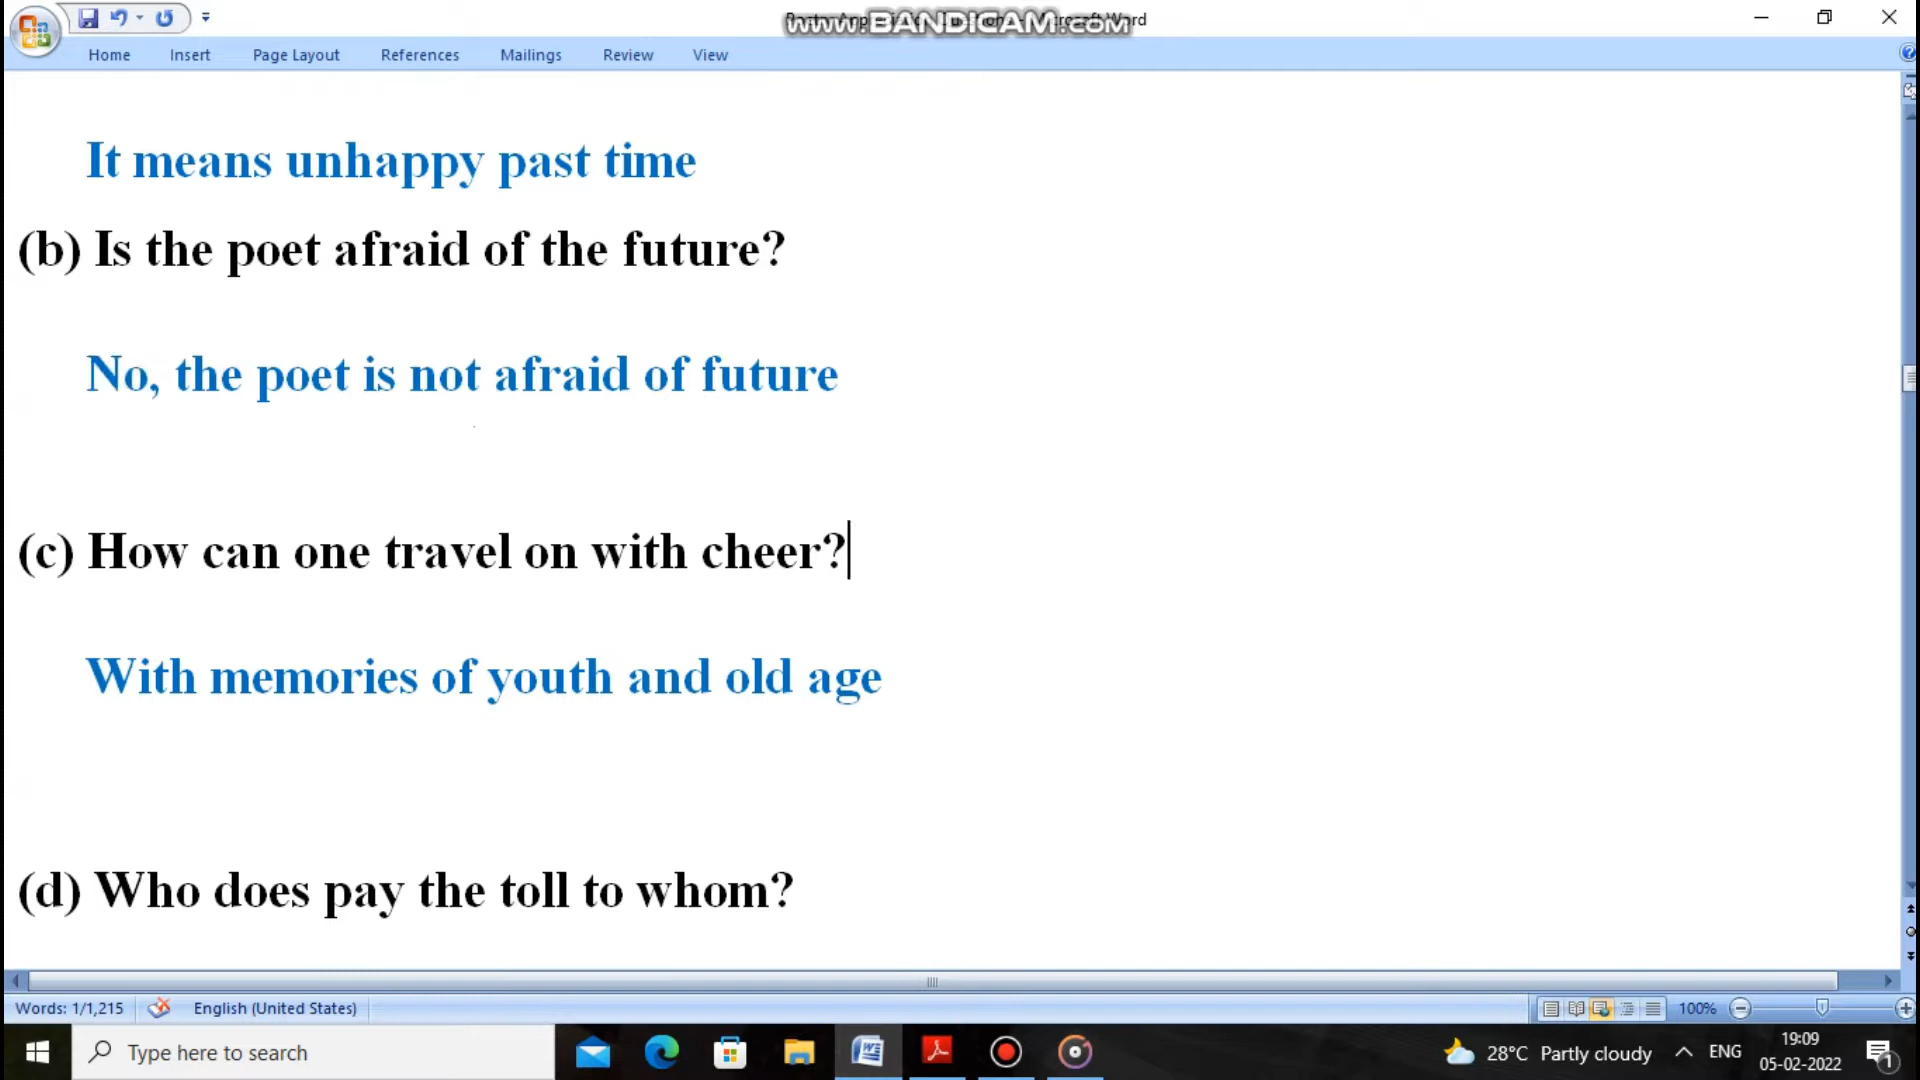 www.BANDICAM.com
Word
Home Insert Page Layout References Mailings Review View
It means unhappy past time
(b) Is the poet afraid of the future?
No, the poet is not afraid of future
(c) How can one travel on with cheer?
With memories of youth and old age
(d) Who does pay the toll to whom?
Words: 1/1,215 English (United States) 100%
Type here to search 28°C Partly cloudy ENG 19:09
05-02-2022
1